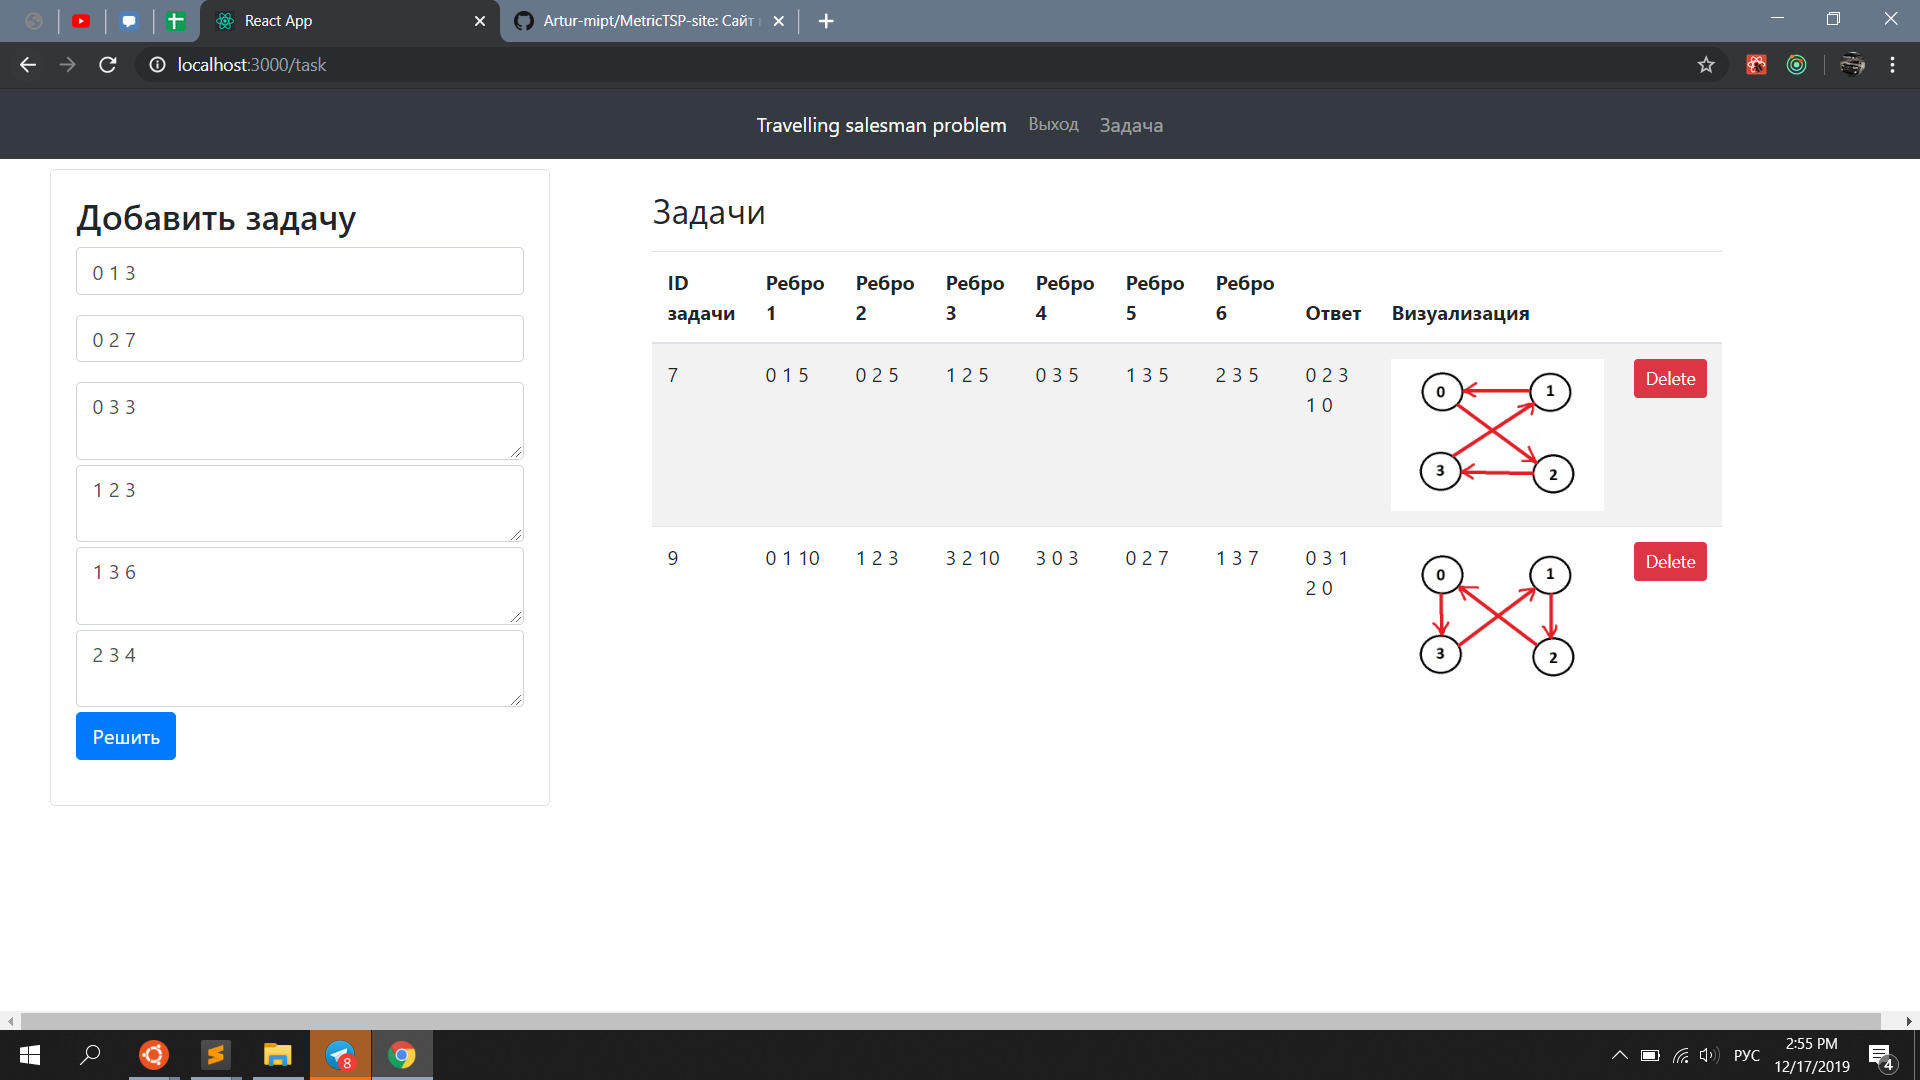 React App
Artur-mipt/MetricTSP-site: Сайт
localhost:3000/task
Travelling salesman problem Выход Задача
Добавить задачу
0 1 3
0 2 7
0 3 3
1 2 3
1 3 6
2 3 4
Решить
Задачи
ID задачи Ребро 1 Ребро 2 Ребро 3 Ребро 4 Ребро 5 Ребро 6 Ответ Визуализация
7 0 1 5 0 2 5 1 2 5 0 3 5 1 3 5 2 3 5 0 2 3 1 0 Delete
0 1
3 2
9 0 1 10 1 2 3 3 2 10 3 0 3 0 2 7 1 3 7 0 3 1 2 0 Delete
0 1
3 2
8
РУС
2:55 PM
12/17/2019
4